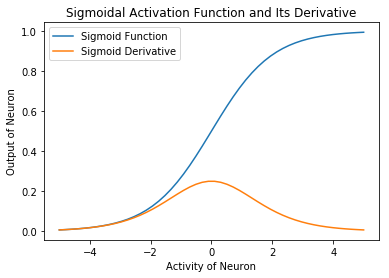 Sigmoidal Activation Function and Its Derivative
Sigmoid Function
Sigmoid Derivative
1.0
0.8
0.6
0.4
0.2
0.0
Output of Neuron
−4
−2
0
2
4
Activity of Neuron